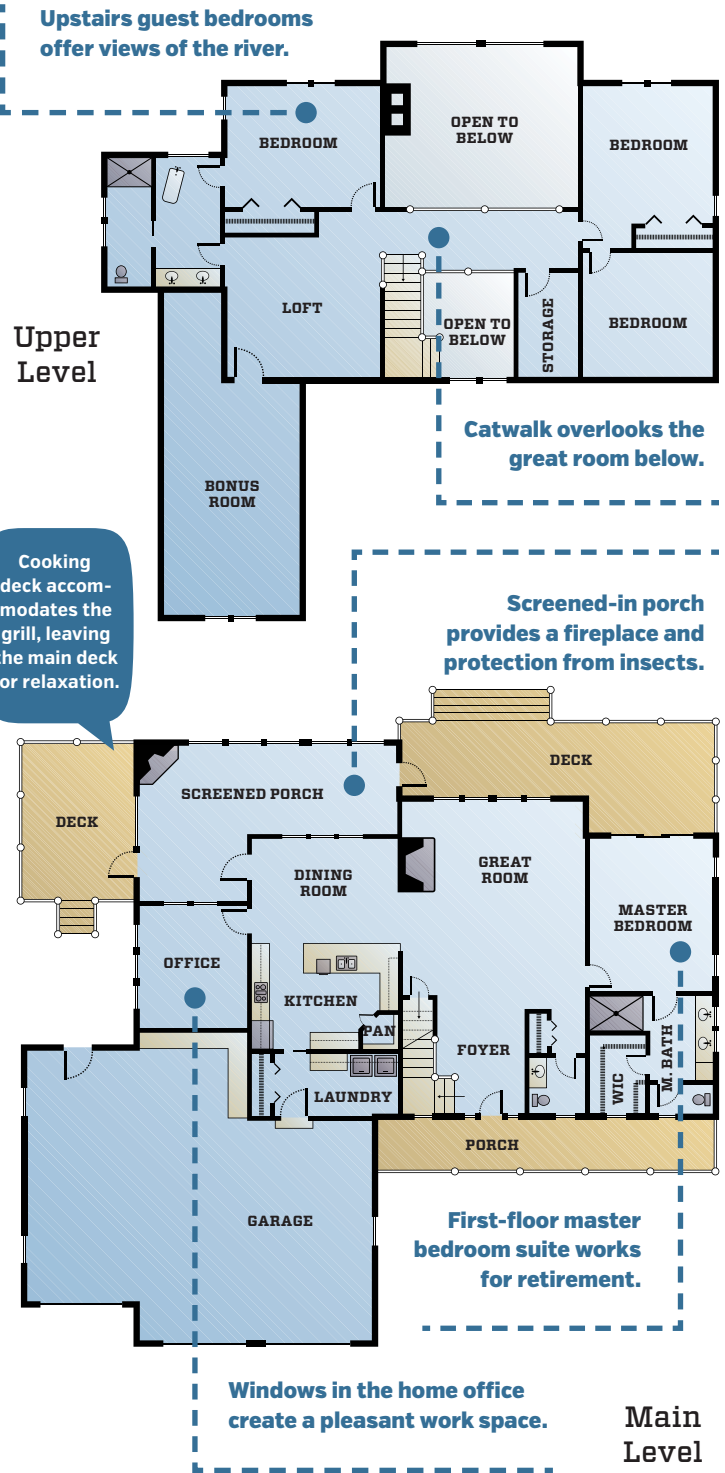 Upstairs guest bedrooms
offer views of the river.
OPEN TO
BELOW
BEDROOM
BEDROOM
LOFT
OPEN TO
BELOW
STORAGE
BEDROOM
Upper
Level
Catwalk overlooks the
great room below.
BONUS
ROOM
Cooking
deck accom-
modates the
grill, leaving
the main deck
for relaxation.
Screened-in porch
provides a fireplace and
protection from insects.
DECK
SCREENED PORCH
DECK
DINING
ROOM
GREAT
ROOM
MASTER
BEDROOM
OFFICE
KITCHEN
PAN
FOYER
M. BATH
WIC
LAUNDRY
PORCH
GARAGE
First-floor master
bedroom suite works
for retirement.
Windows in the home office
create a pleasant work space.
Main
Level